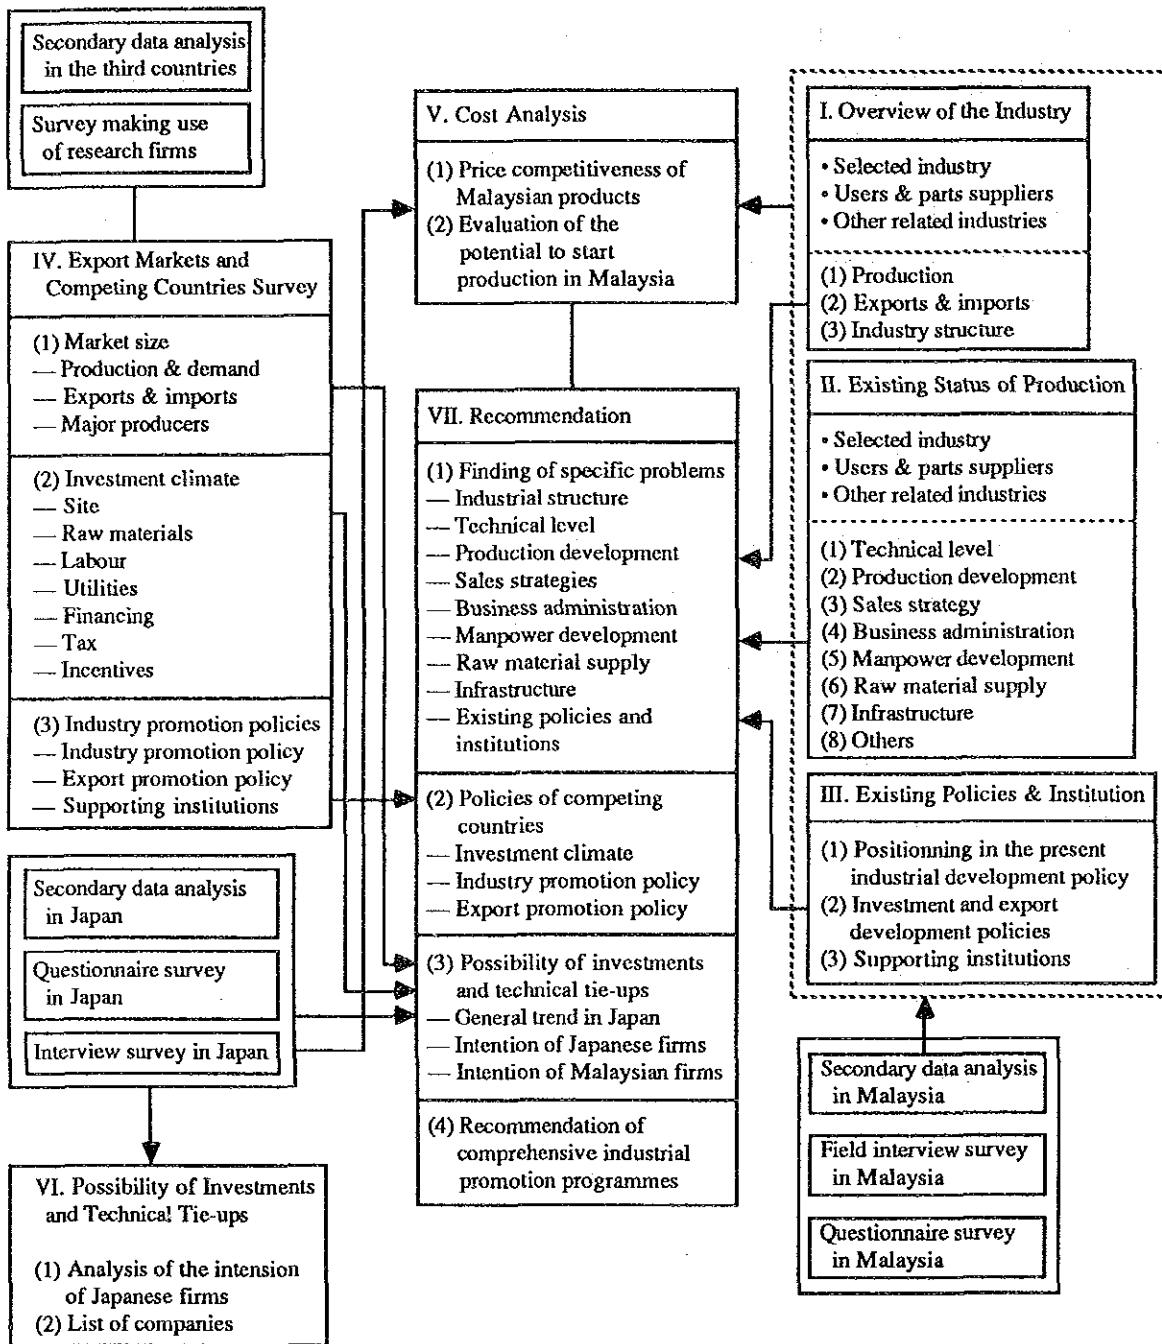 Secondary data analysis
in the third countries
Survey making use
of research firms
IV. Export Markets and
Competing Countries Survey
(1) Market size
— Production & demand
— Exports & imports
— Major producers
(2) Investment climate
— Site
— Raw materials
— Labour
— Utilities
— Financing
— Tax
— Incentives
(3) Industry promotion policies
— Industry promotion policy
— Export promotion policy
— Supporting institutions
Secondary data analysis
in Japan
Questionnaire survey
in Japan
Interview survey in Japan
VI. Possibility of Investments
and Technical Tie-ups
(1) Analysis of the intension
of Japanese firms
(2) List of companies
V. Cost Analysis
(1) Price competitiveness of
Malaysian products
(2) Evaluation of the
potential to start
production in Malaysia
VII. Recommendation
(1) Finding of specific problems
— Industrial structure
— Technical level
— Production development
— Sales strategies
— Business administration
— Manpower development
— Raw material supply
— Infrastructure
— Existing policies and
institutions
(2) Policies of competing
countries
— Investment climate
— Industry promotion policy
— Export promotion policy
(3) Possibility of investments
and technical tie-ups
— General trend in Japan
— Intention of Japanese firms
— Intention of Malaysian firms
(4) Recommendation of
comprehensive industrial
promotion programmes
I. Overview of the Industry
• Selected industry
• Users & parts suppliers
• Other related industries
(1) Production
(2) Exports & imports
(3) Industry structure
II. Existing Status of Production
• Selected industry
• Users & parts suppliers
• Other related industries
(1) Technical level
(2) Production development
(3) Sales strategy
(4) Business administration
(5) Manpower development
(6) Raw material supply
(7) Infrastructure
(8) Others
III. Existing Policies & Institution
(1) Positionning in the present
industrial development policy
(2) Investment and export
development policies
(3) Supporting institutions
Secondary data analysis
in Malaysia
Field interview survey
in Malaysia
Questionnaire survey
in Malaysia